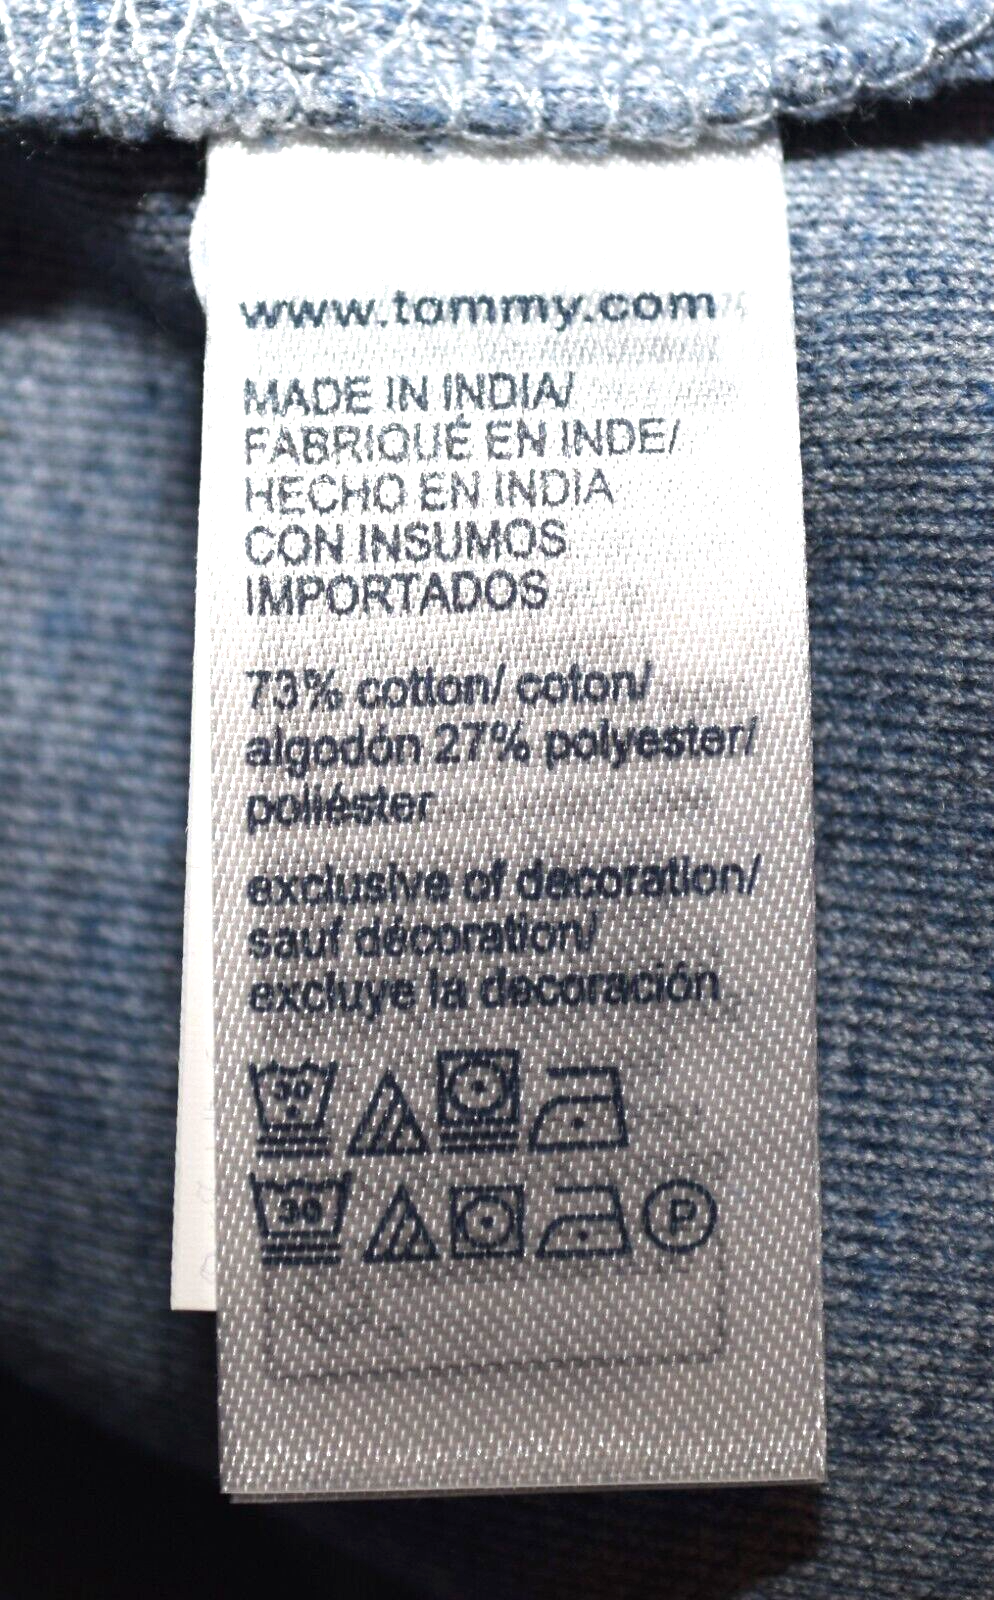 www.tommy.com
MADE IN INDIA/
FABRIQUÉ EN INDE/
HECHO EN INDIA
CON INSUMOS
IMPORTADOS
73% cotton/ coton/
algodón 27% polyester/
poliéster
exclusive of decoration/
sauf décoration/
excluye la decoración
30
P